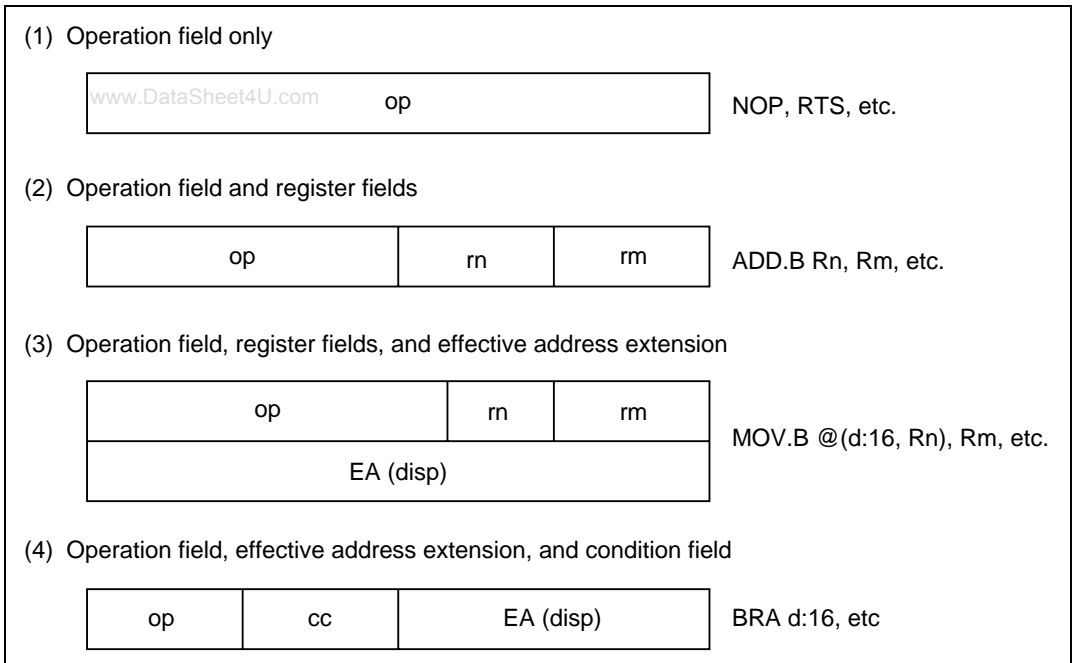 (1) Operation field only
www.DataSheet4U.com
op
NOP, RTS, etc.
(2) Operation field and register fields
op rn rm
ADD.B Rn, Rm, etc.
(3) Operation field, register fields, and effective address extension
op rn rm
MOV.B @(d:16, Rn), Rm, etc.
EA (disp)
(4) Operation field, effective address extension, and condition field
op cc EA (disp)
BRA d:16, etc